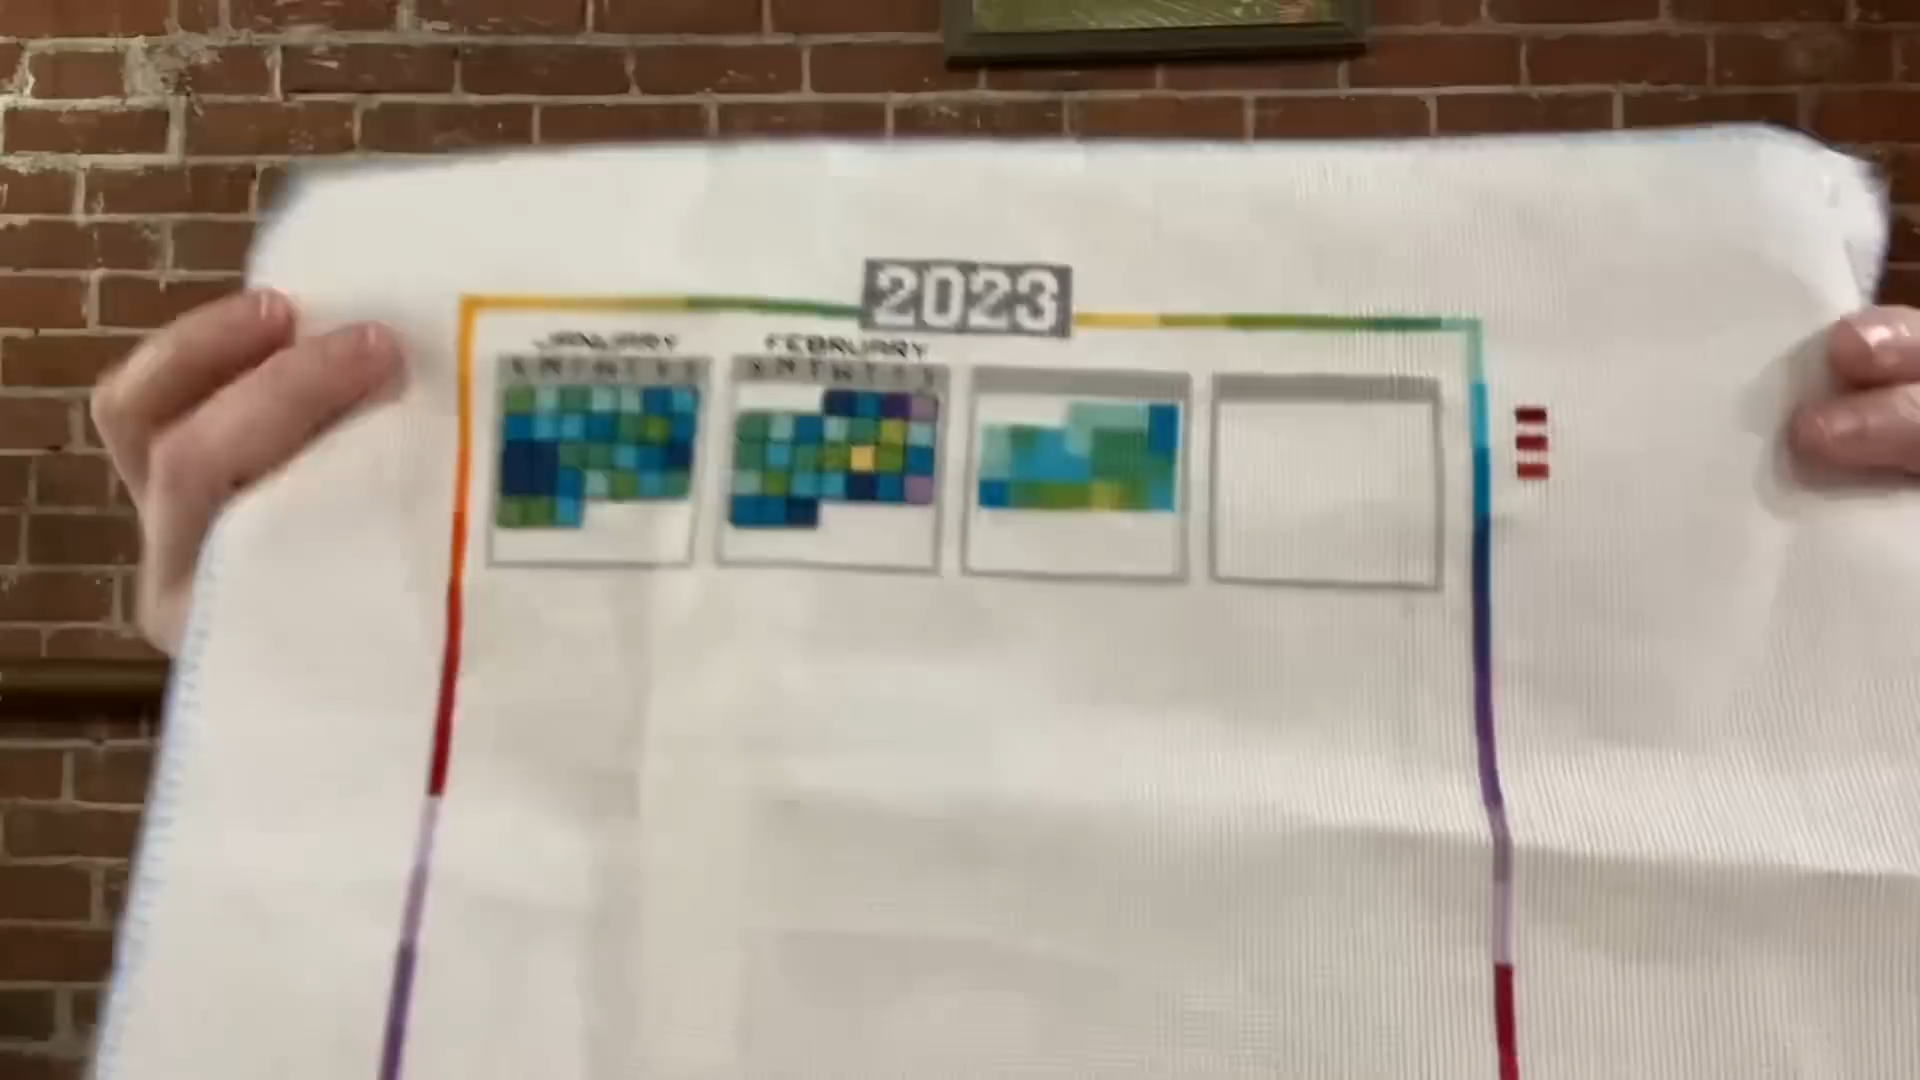 2023
JANUARY
FEBRUARY
S M T W T F S
S M T W T F S